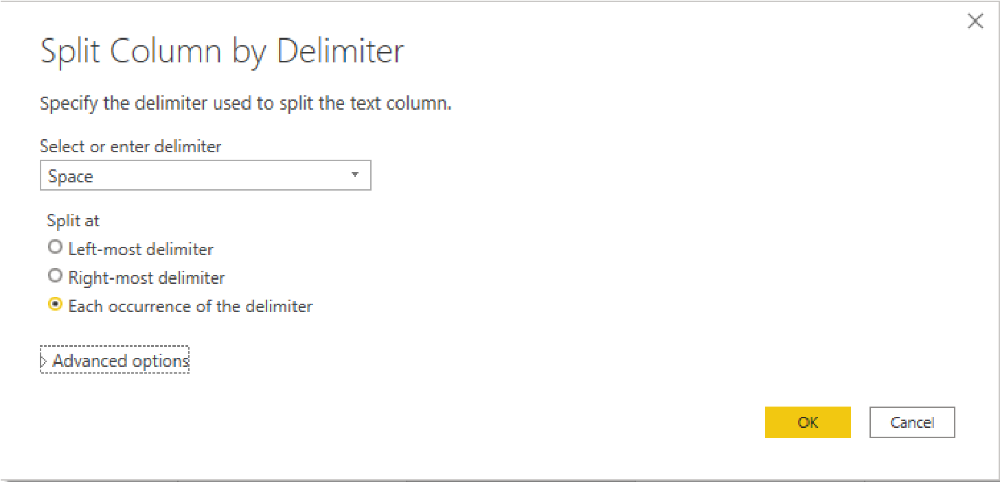 Split Column by Delimiter
Specify the delimiter used to split the text column.
Select or enter delimiter
Space
Split at
Left-most delimiter
Right-most delimiter
Each occurrence of the delimiter
Advanced options
OK
Cancel